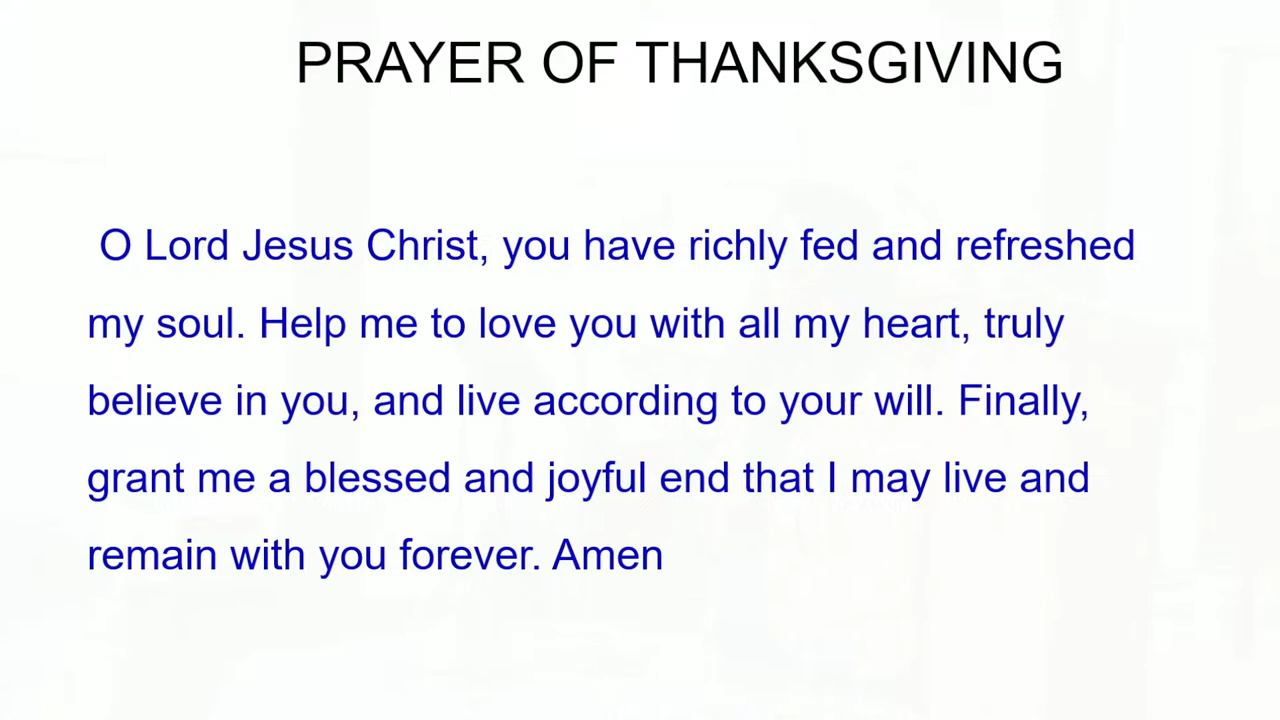 PRAYER OF THANKSGIVING
O Lord Jesus Christ, you have richly fed and refreshed
my soul. Help me to love you with all my heart, truly
believe in you, and live according to your will. Finally,
grant me a blessed and joyful end that I may live and
remain with you forever. Amen